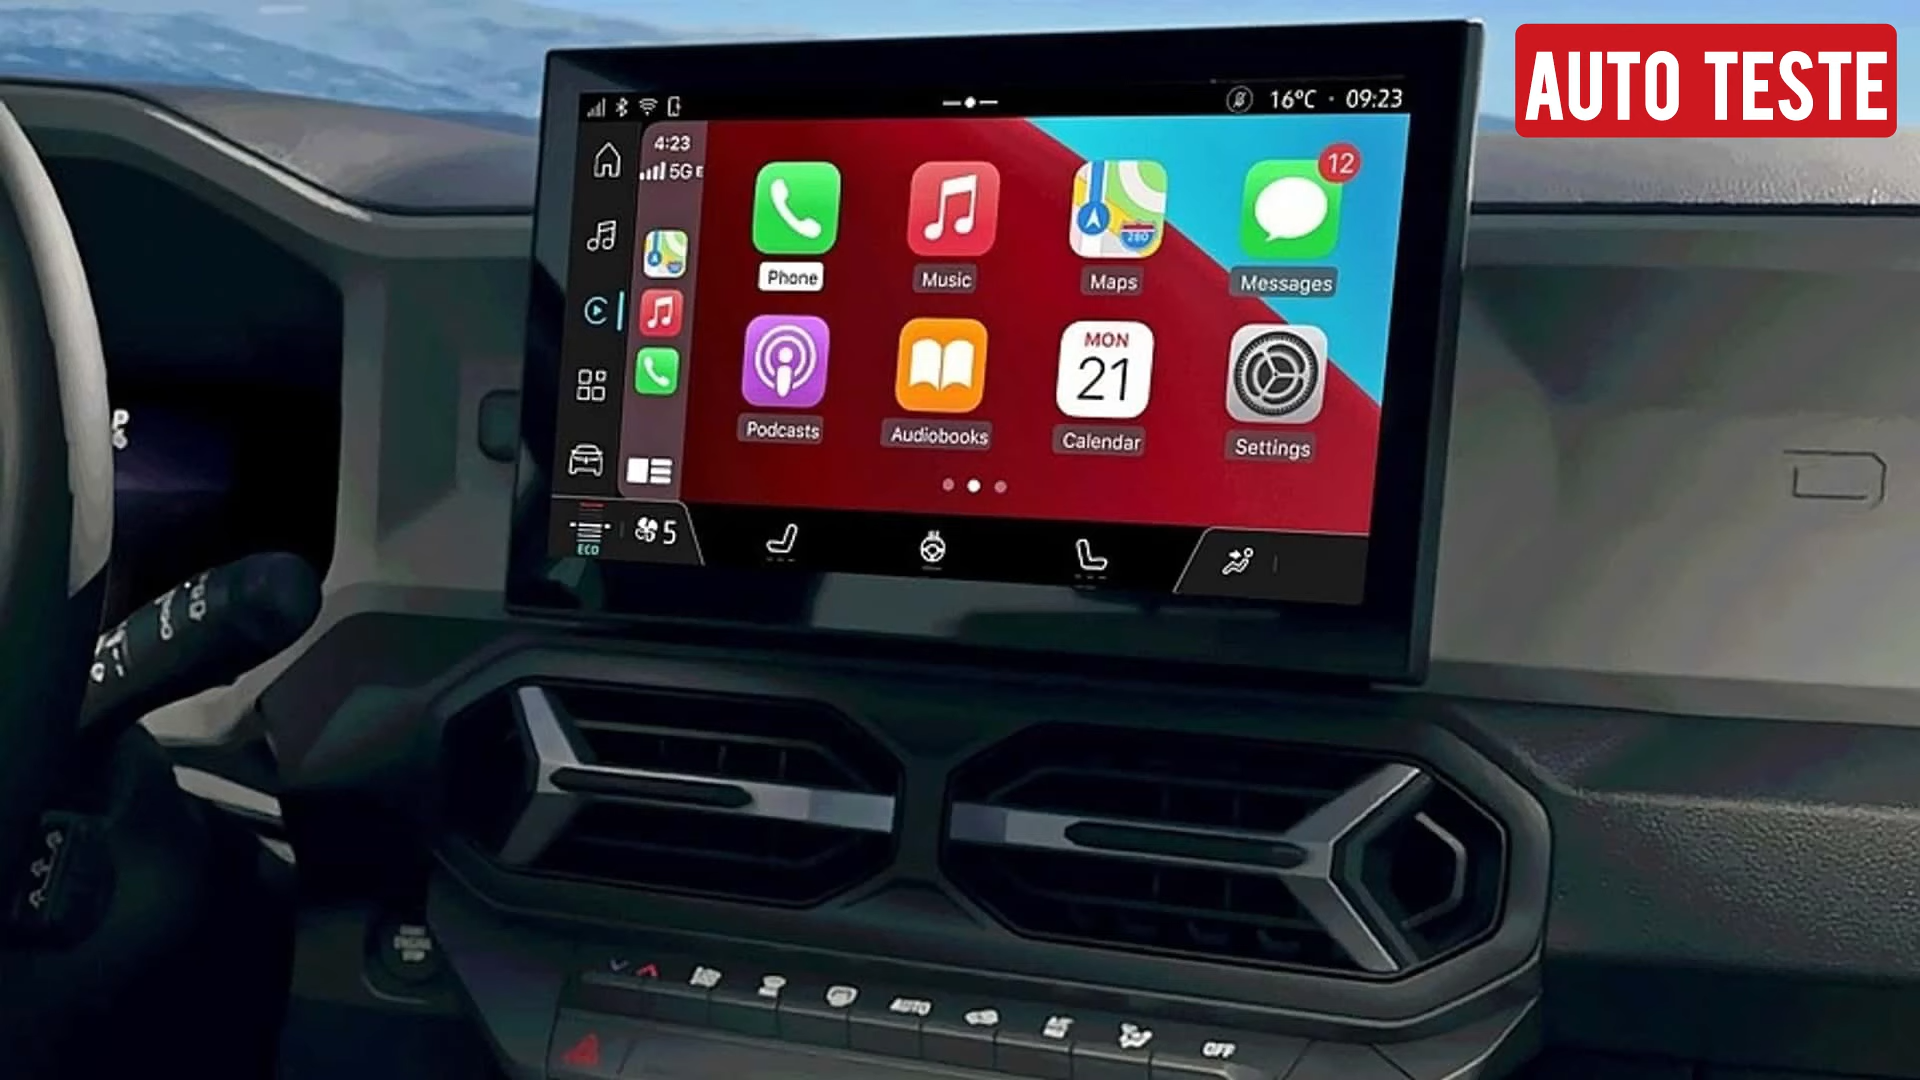 AUTO TESTE
16°C · 09:23
4:23
5G E
12
Phone
Music
Maps
Messages
MON
21
280
Podcasts
Audiobooks
Calendar
Settings
ECO
5
P
AUTO
OFF